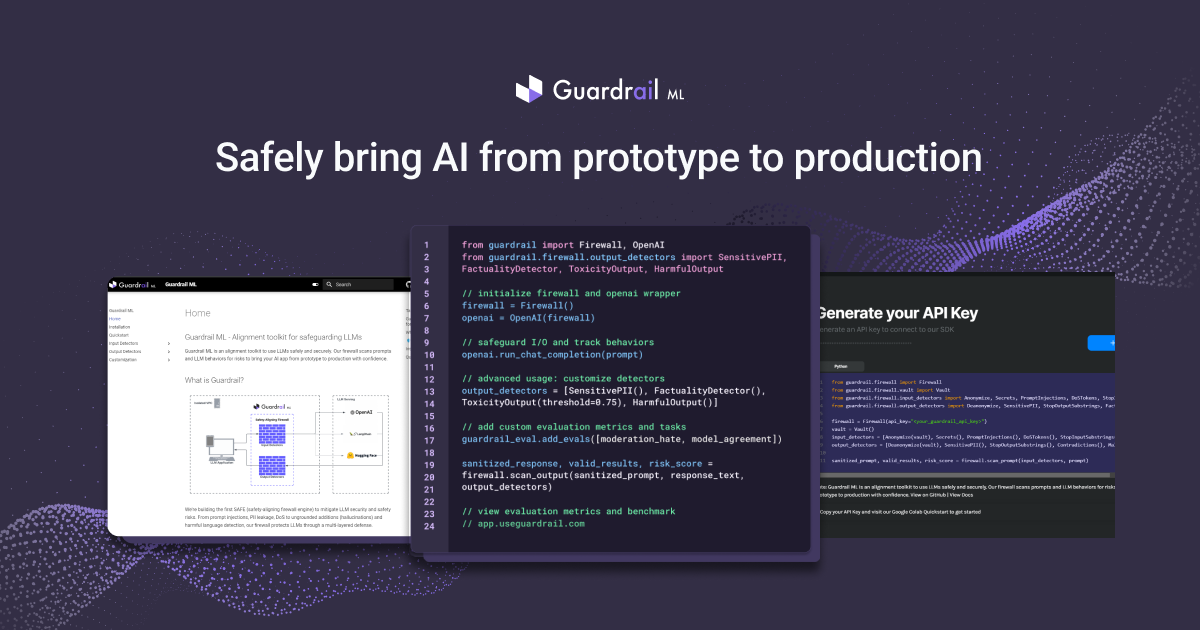 Guardrail ML
Safely bring AI from prototype to production
Guardrail ML
Guardrail ML
Search
Guardrail ML
Home
Installation
Quickstart
Input Detectors
Output Detectors
Customization
Home
Guardrail ML - Alignment toolkit for safeguarding LLMs
Guardrail ML is an alignment toolkit to use LLMs safely and securely. Our firewall scans prompts
and LLM behaviors for risks to bring your AI app from prototype to production with confidence.
What is Guardrail?
Guardrail ML
Safety Aligning Firewall
Input Detectors
Output Detectors
LLM Application
OpenAI
Hugging Face
We're building the first SAFE (safety aligning firewall engine) to mitigate LLM security and safety
risks. From prompt injections, PII leakage, DoS to ungrounded additions (hallucinations) and
harmful language detection, our firewall protects LLMs through a multi-layered defense.
1 from guardrail import Firewall, OpenAI
2 from guardrail.firewall.output_detectors import SensitivePII,
3 FactualityDetector, ToxicityOutput, HarmfulOutput
4
5 // initialize firewall and openai wrapper
6 firewall = Firewall()
7 openai = OpenAI(firewall)
8
9 // safeguard I/O and track behaviors
10 openai.run_chat_completion(prompt)
11
12 // advanced usage: customize detectors
13 output_detectors = [SensitivePII(), FactualityDetector(),
14 ToxicityOutput(threshold=0.75), HarmfulOutput()]
15
16 // add custom evaluation metrics and tasks
17 guardrail_eval.add_evals([moderation_hate, model_agreement])
18
19 sanitized_response, valid_results, risk_score =
20 firewall.scan_output(sanitized_prompt, response_text,
21 output_detectors)
22
23 // view evaluation metrics and benchmark
24 // app.useguardrail.com
Generate your API Key
enerate an API key to connect to our SDK
Python
from guardrail.firewall import Firewall
from guardrail.firewall.vault import Vault
from guardrail.firewall.input_detectors import Anonymize, Secrets, PromptInjections, DoSTokens, Stop
from guardrail.firewall.output_detectors import Deanonymize, SensitivePII, StopOutputSubstrings, Fact
firewall = Firewall(api_key="<your_guardrail_api_key>")
vault = Vault()
input_detectors = [Anonymize(vault), Secrets(), PromptInjections(), DoSTokens(), StopInputSubstrings
output_detectors = [Deanonymize(vault), SensitivePII(), StopOutputSubstrings(), Contradictions(), Ma
sanitized_prompt, valid_results, risk_score = firewall.scan_prompt(input_detectors, prompt)
te: Guardrail ML is an alignment toolkit to use LLMs safely and securely. Our firewall scans prompts and LLM behaviors for risks
ototype to production with confidence. View on GitHub | View Docs
Copy your API Key and visit our Google Colab Quickstart to get started!